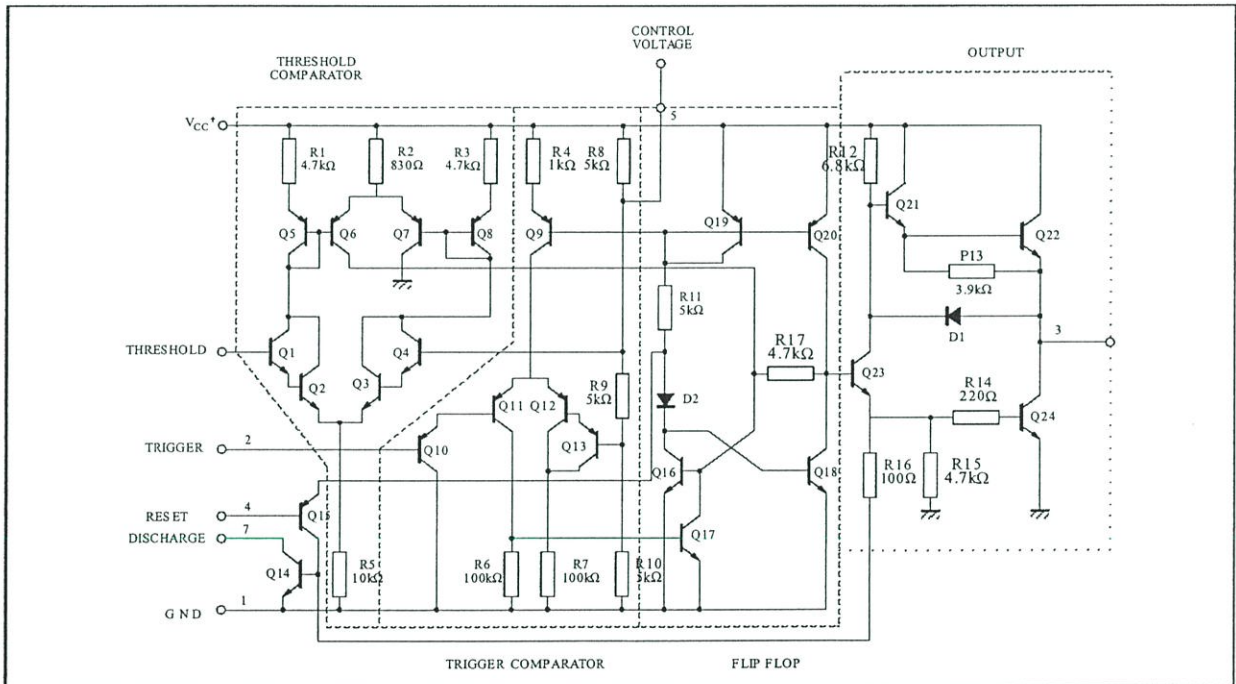 CONTROL
VOLTAGE
OUTPUT
THRESHOLD
COMPARATOR
5
VCC+
R1
4.7kΩ
R2
830Ω
R3
4.7kΩ
R4
1kΩ
R8
5kΩ
R12
6.8kΩ
Q21
Q5
Q6
Q7
Q8
Q9
Q19
Q20
Q22
P13
3.9kΩ
R11
5kΩ
D1
3
R17
4.7kΩ
THRESHOLD
Q1
Q4
Q2
Q3
Q23
R9
5kΩ
D2
R14
220Ω
Q11
Q12
TRIGGER
2
Q10
Q13
Q16
Q18
Q24
R16
100Ω
R15
4.7kΩ
RESET
4
Q15
DISCHARGE
7
Q17
Q14
R5
10kΩ
R6
100kΩ
R7
100kΩ
R10
5kΩ
GND
1
TRIGGER COMPARATOR
FLIP FLOP